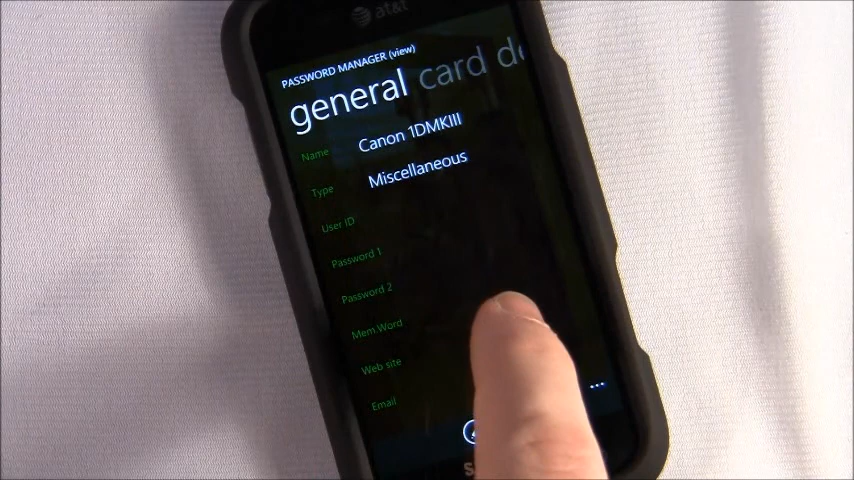 at&t
PASSWORD MANAGER (view)
general card
Name Canon 1DMKIII
Type Miscellaneous
User ID
Password 1
Password 2
Mem Word
Web site
Email
...